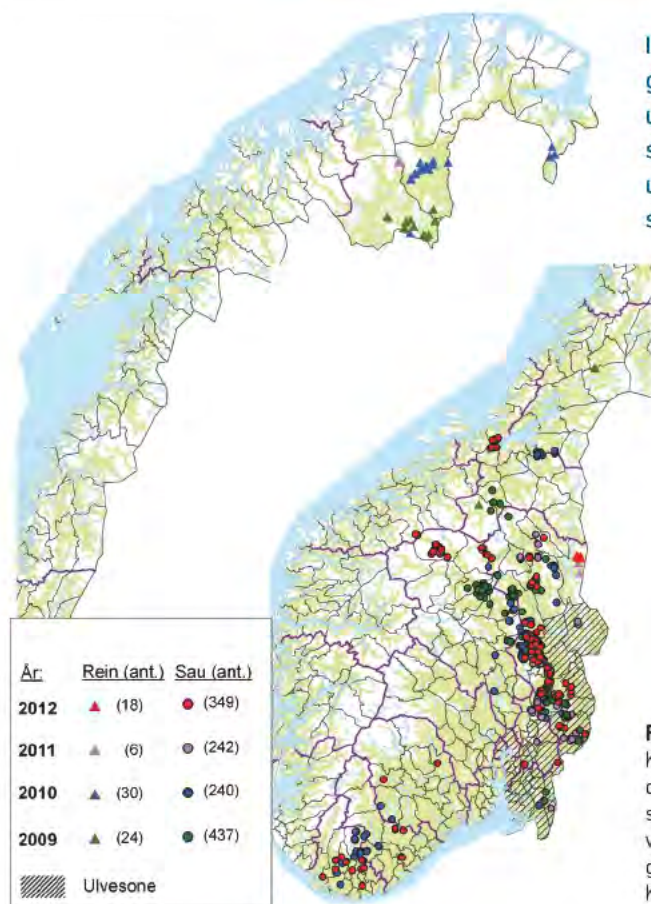 År: Rein (ant.) Sau (ant.)
2012 (18) (349)
2011 (6) (242)
2010 (30) (240)
2009 (24) (437)
Ulvesone